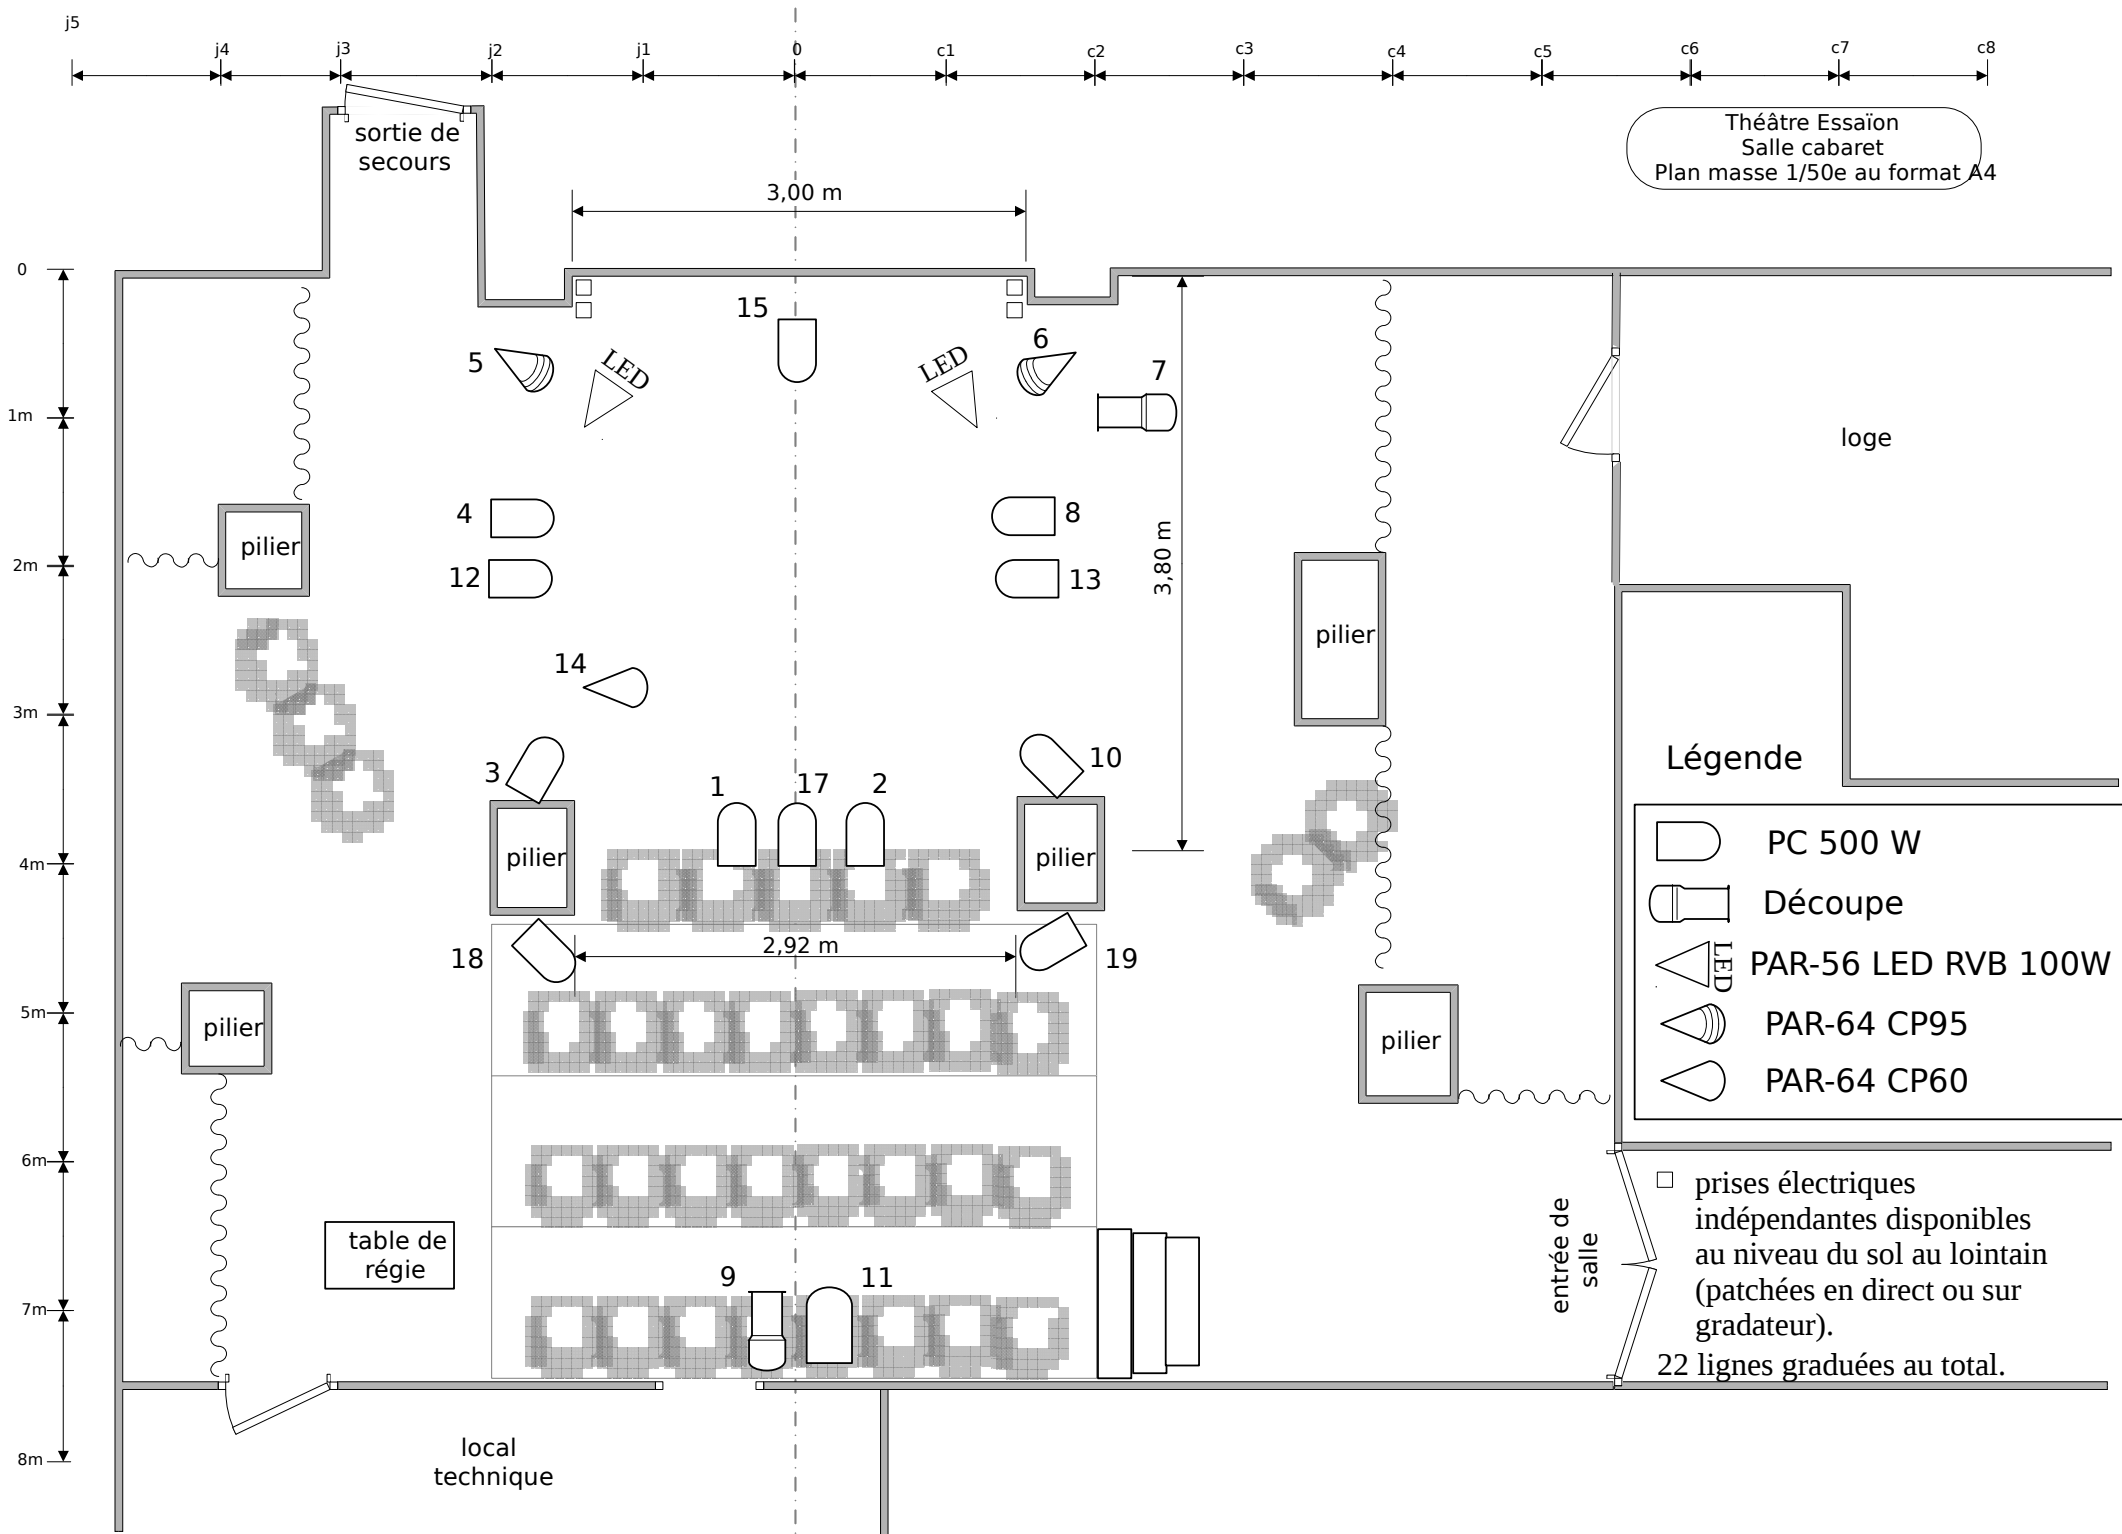 j5
j4
j3
j2
j1
0
c1
c2
c3
c4
c5
c6
c7
c8
Théâtre Essaïon
Salle cabaret
Plan masse 1/50e au format A4
sortie de
secours
3,00 m
0
1m
2m
3m
4m
5m
6m
7m
8m
15
5
LED
LED
6
7
4
8
12
13
14
3,80 m
loge
pilier
pilier
3
10
1
17
2
pilier
pilier
18
2,92 m
19
pilier
pilier
Légende
PC 500 W
Découpe
LED
PAR-56 LED RVB 100W
PAR-64 CP95
PAR-64 CP60
table de
régie
9
11
entrée de
salle
prises électriques
indépendantes disponibles
au niveau du sol au lointain
(patchées en direct ou sur
gradateur).
22 lignes graduées au total.
local
technique